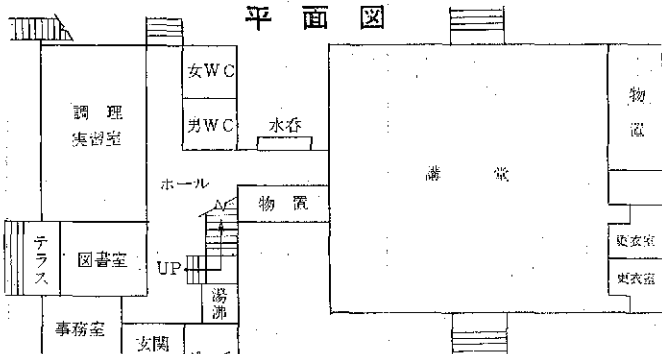 平面図
女WC
調理
実習室
男WC
水呑
物置
講堂
ホール
物置
テラス
図書室
UP
更衣室
更衣室
湯沸
事務室
玄関